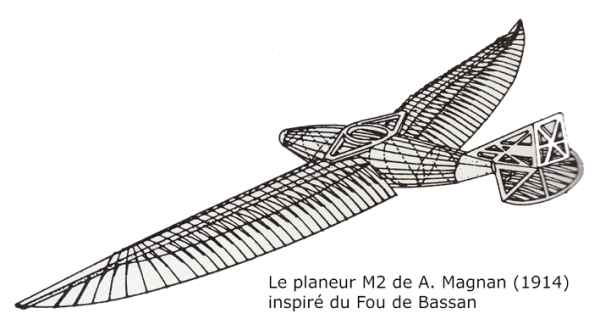 Le planeur M2 de A. Magnan (1914)
inspiré du Fou de Bassan